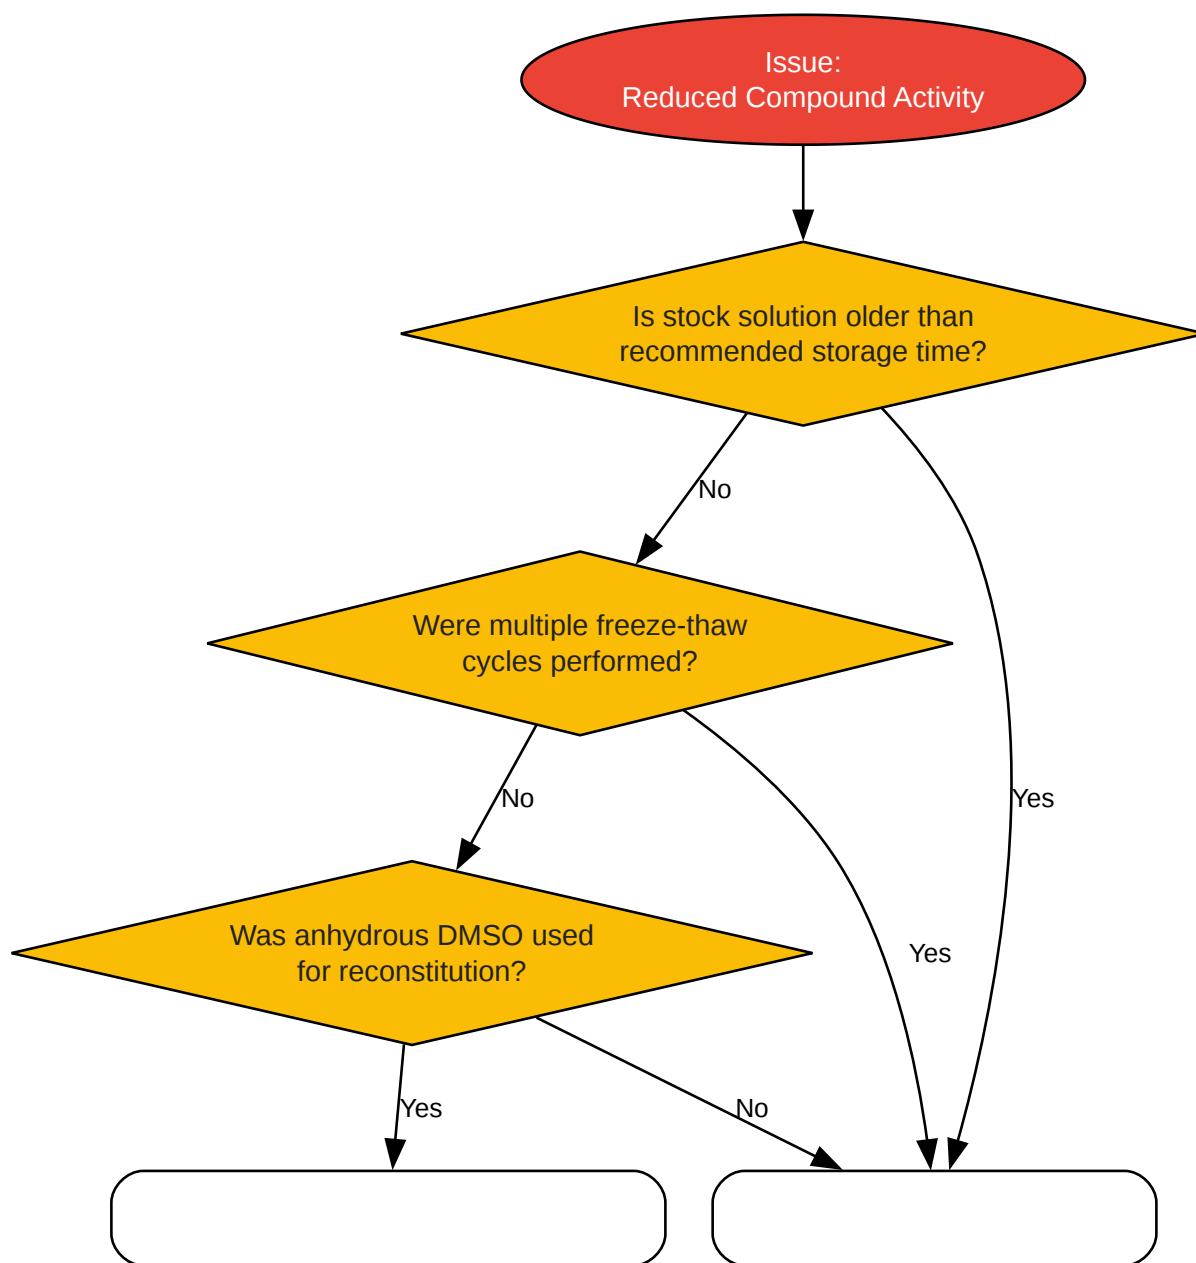 Issue:
Reduced Compound Activity
Is stock solution older than
recommended storage time?
No
Were multiple freeze-thaw
cycles performed?
No
Yes
Was anhydrous DMSO used
for reconstitution?
Yes
Yes
No